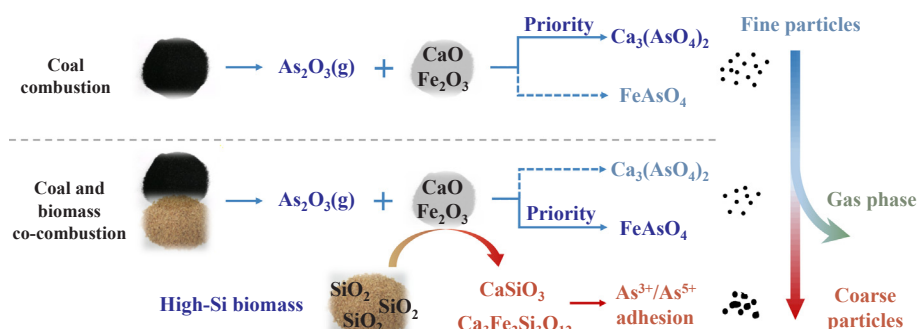 Coal
combustion
As₂O₃(g)
+
CaO
Fe₂O₃
Priority
Ca₃(AsO₄)₂
FeAsO₄
Fine particles
Coal and
biomass
co-combustion
As₂O₃(g)
+
CaO
Fe₂O₃
Ca₃(AsO₄)₂
Priority
FeAsO₄
Gas phase
High-Si biomass
SiO₂
SiO₂
SiO₂
CaSiO₃
As³⁺/As⁵⁺
adhesion
Coarse
particles